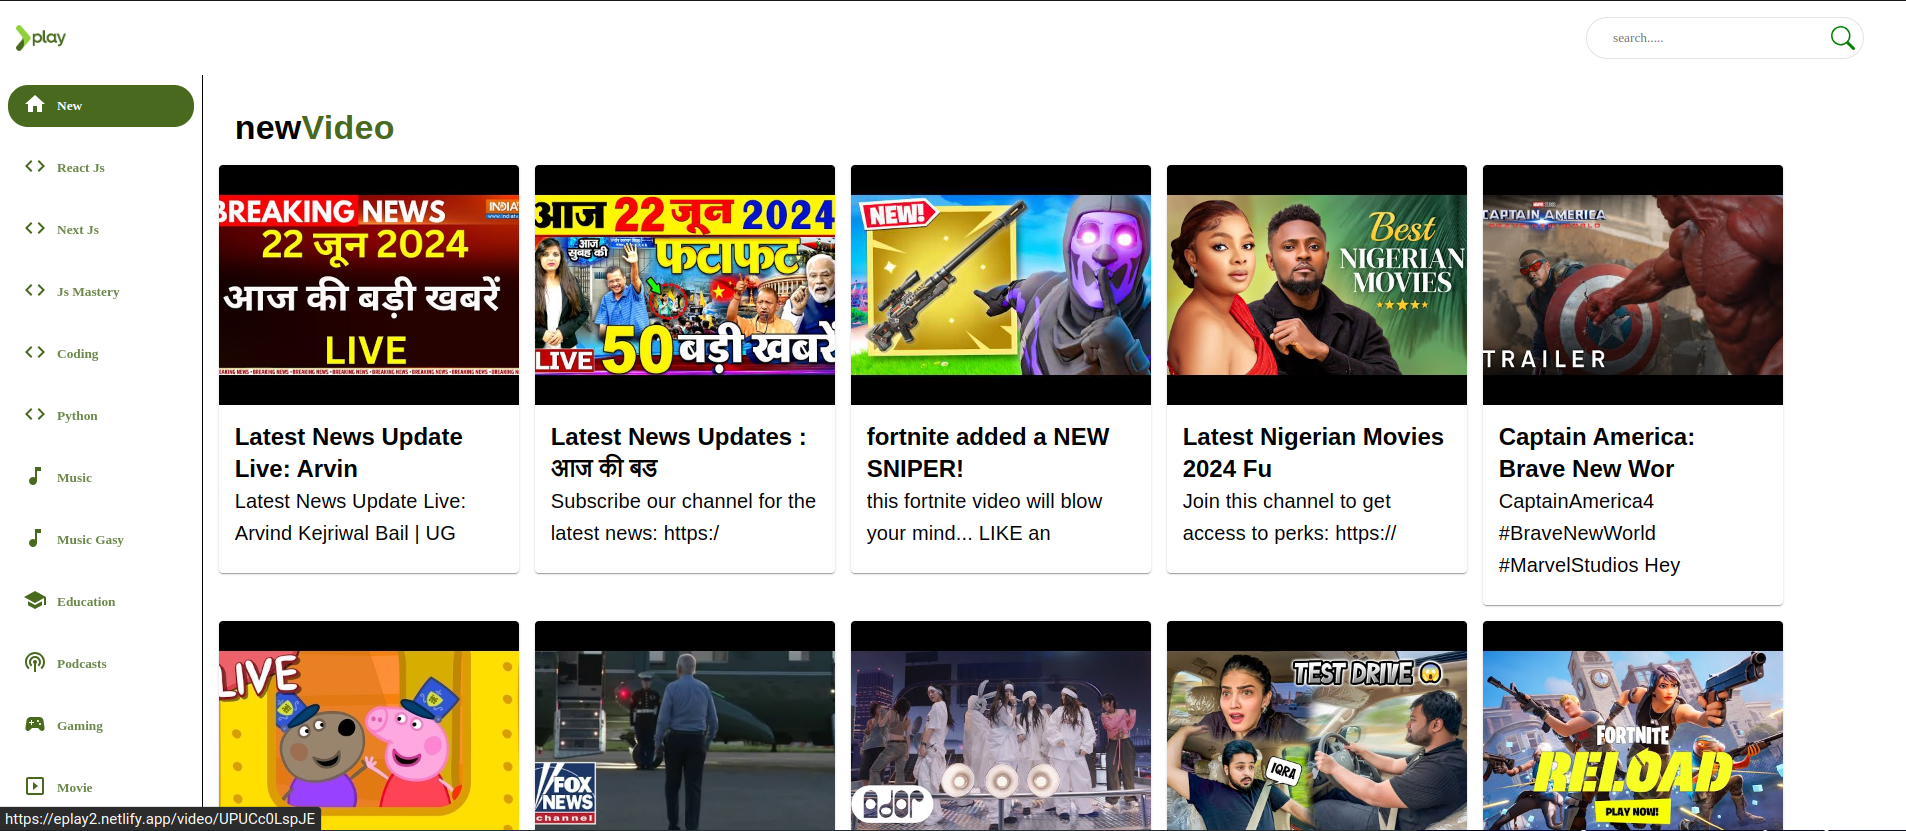 play
search.....
New
React Js
Next Js
Js Mastery
Coding
Python
Music
Music Gasy
Education
Podcasts
Gaming
Movie
newVideo
BREAKING NEWS
INDIA
22 जून 2024
आज की बड़ी खबरें
LIVE
Latest News Update
Live: Arvin
Latest News Update Live:
Arvind Kejriwal Bail | UG
आज 22 जून 2024
आज
सुबह की
फटाफट
LIVE 50 बड़ी खबरें
Latest News Updates :
आज की बड
Subscribe our channel for the
latest news: https:/
NEW!
fortnite added a NEW
SNIPER!
this fortnite video will blow
your mind... LIKE an
Best
NIGERIAN
MOVIES
Latest Nigerian Movies
2024 Fu
Join this channel to get
access to perks: https://
CAPTAIN AMERICA
TRAILER
Captain America:
Brave New Wor
CaptainAmerica4
#BraveNewWorld
#MarvelStudios Hey
LIVE
FOX
NEWS
channel
TEST DRIVE
IQRA
FORTNITE
RELOAD
PLAY NOW!
https://eplay2.netlify.app/video/UPUCc0LspJE